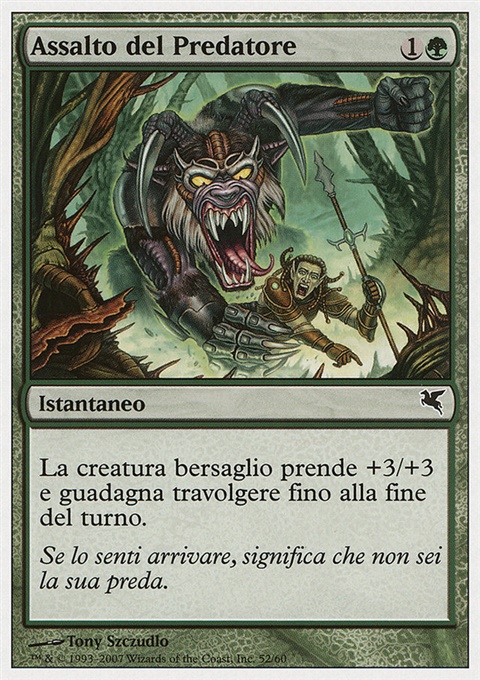 Assalto del Predatore 1
Istantaneo
La creatura bersaglio prende +3/+3
e guadagna travolgere fino alla fine
del turno.
Se lo senti arrivare, significa che non sei
la sua preda.
Tony Szczudlo
™ & © 1993-2007 Wizards of the Coast, Inc. 52/60